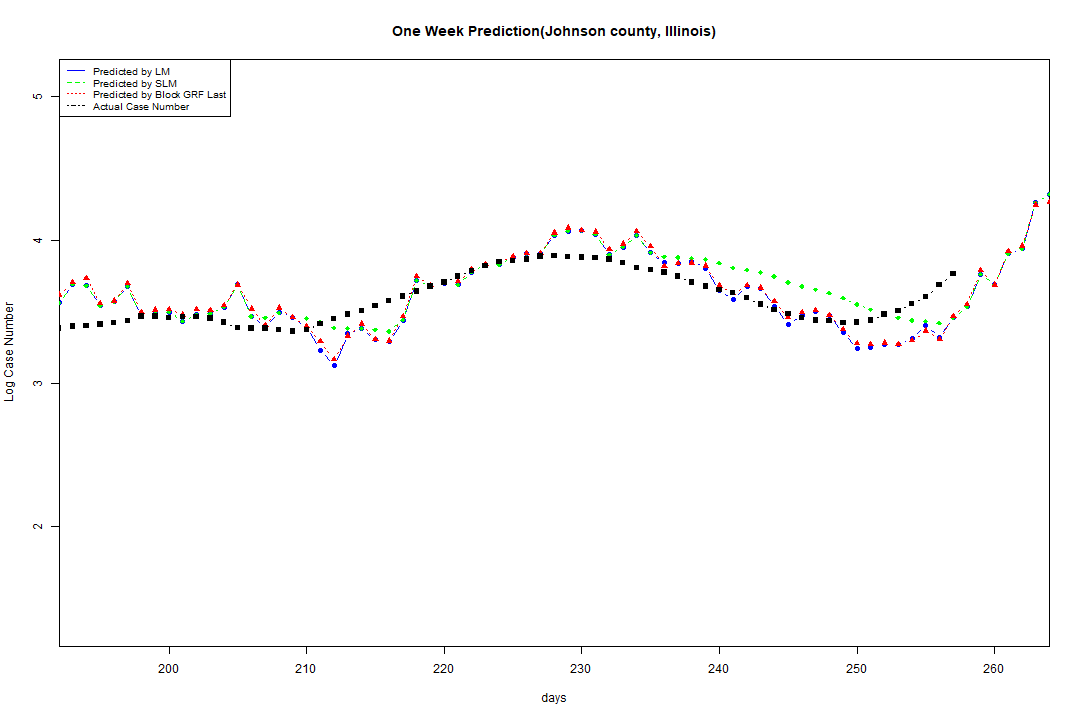 One Week Prediction(Johnson county, Illinois)
Predicted by LM
Predicted by SLM
Predicted by Block GRF Last
Actual Case Number
5
4
3
2
Log Case Number
200 210 220 230 240 250 260
days